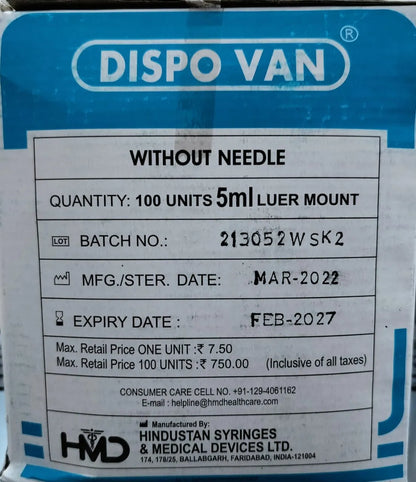 DISPO VAN ®
WITHOUT NEEDLE
QUANTITY: 100 UNITS 5ml LUER MOUNT
LOT BATCH NO.: 213052WSK2
MFG./STER. DATE: MAR-2022
EXPIRY DATE : FEB-2027
Max. Retail Price ONE UNIT :₹ 7.50
Max. Retail Price 100 UNITS :₹ 750.00 (Inclusive of all taxes)
CONSUMER CARE CELL NO. +91-129-4061162
E-mail : helpline@hmdhealthcare.com
Manufactured By:
HMD HINDUSTAN SYRINGES
& MEDICAL DEVICES LTD.
174, 178/25, BALLABGARH, FARIDABAD, INDIA-121004